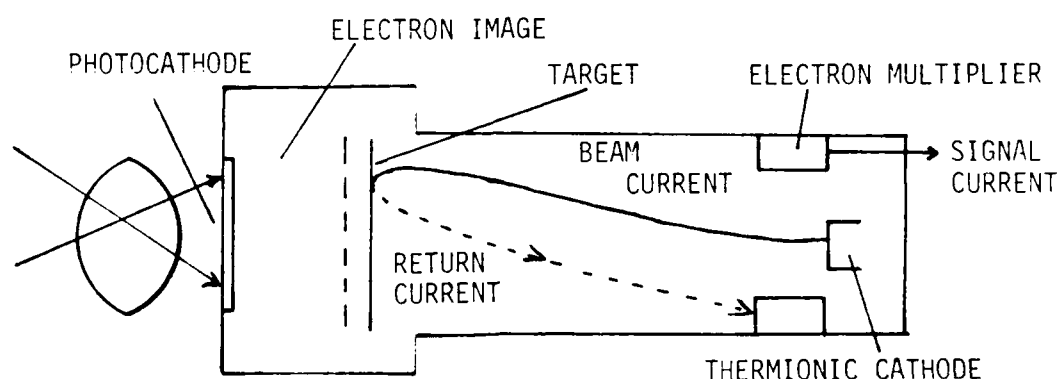 ELECTRON IMAGE
PHOTOCATHODE
TARGET
ELECTRON MULTIPLIER
BEAM
CURRENT
SIGNAL
CURRENT
RETURN
CURRENT
THERMIONIC CATHODE